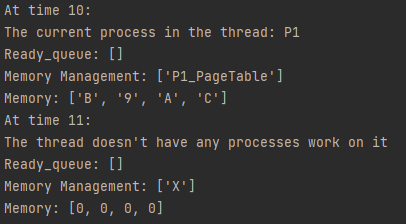 At time 10:
The current process in the thread: P1
Ready_queue: []
Memory Management: ['P1_PageTable']
Memory: ['B', '9', 'A', 'C']
At time 11:
The thread doesn't have any processes work on it
Ready_queue: []
Memory Management: ['X']
Memory: [0, 0, 0, 0]